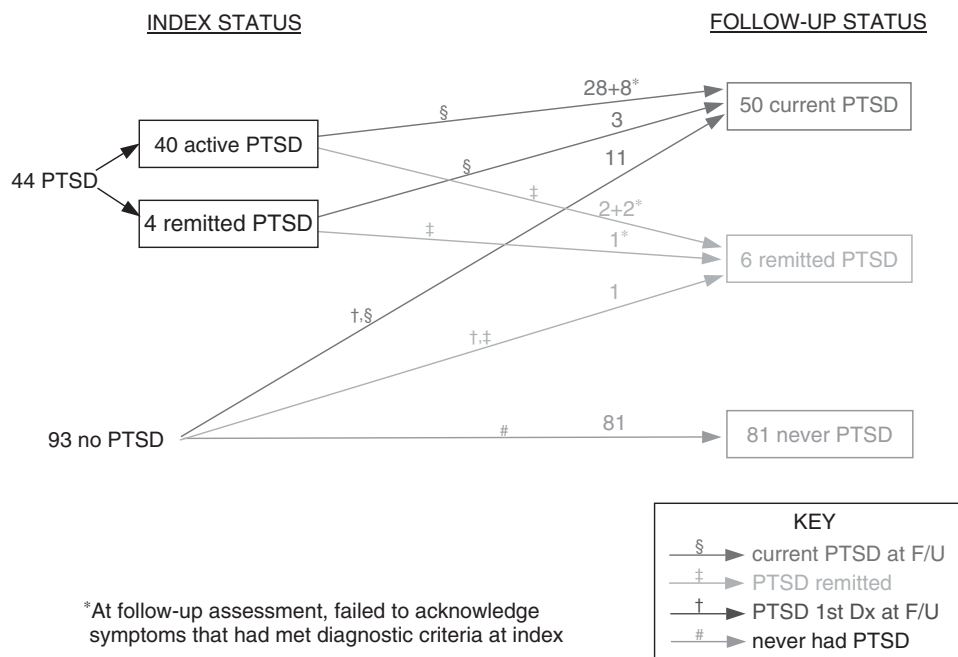 INDEX STATUS
FOLLOW-UP STATUS
28+8*
§
50 current PTSD
40 active PTSD
3
11
44 PTSD
§
‡
4 remitted PTSD
2+2*
‡
1*
6 remitted PTSD
1
†,§
†,‡
93 no PTSD
#
81
81 never PTSD
KEY
§ current PTSD at F/U
‡ PTSD remitted
† PTSD 1st Dx at F/U
# never had PTSD
*At follow-up assessment, failed to acknowledge
symptoms that had met diagnostic criteria at index